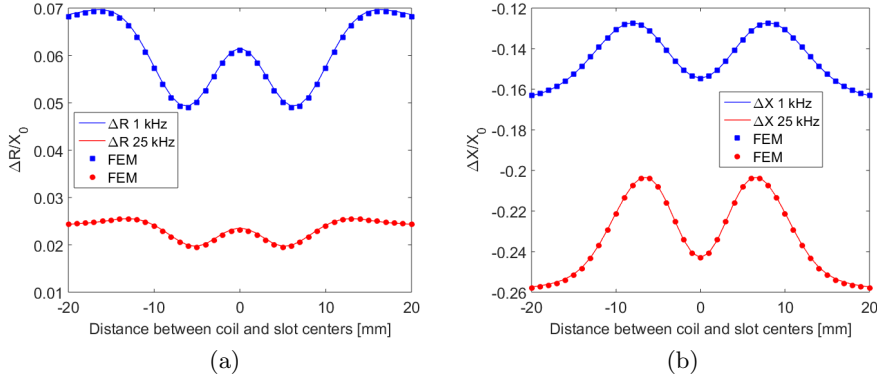 0.07
0.06
0.05
0.04
0.03
0.02
0.01
ΔR/X0
ΔR 1 kHz
ΔR 25 kHz
FEM
FEM
-20 -10 0 10 20
Distance between coil and slot centers [mm]
(a)
-0.12
-0.14
-0.16
-0.18
-0.2
-0.22
-0.24
-0.26
ΔX/X0
ΔX 1 kHz
ΔX 25 kHz
FEM
FEM
-20 -10 0 10 20
Distance between coil and slot centers [mm]
(b)